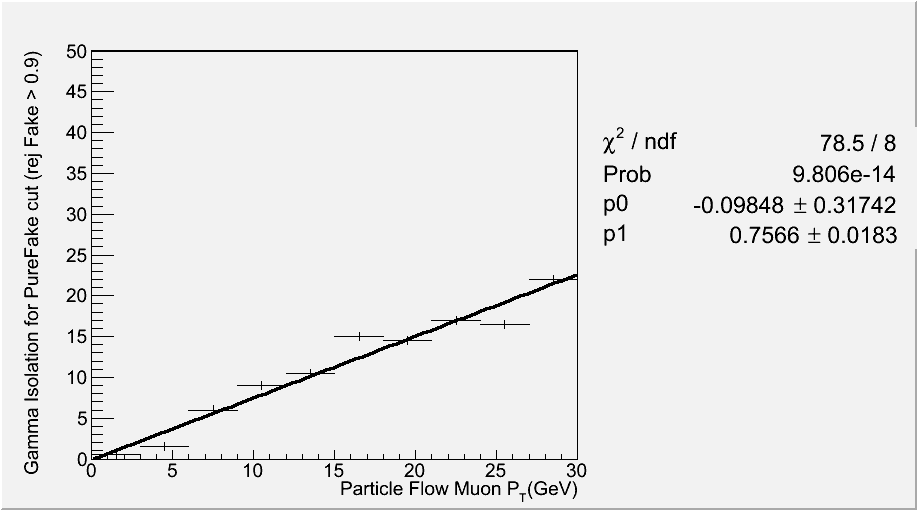 Gamma Isolation for PureFake cut (rej Fake > 0.9)
50
45
40
35
30
25
20
15
10
5
0
0 5 10 15 20 25 30
Particle Flow Muon P_T(GeV)
χ² / ndf 78.5 / 8
Prob 9.806e-14
p0 -0.09848 ± 0.31742
p1 0.7566 ± 0.0183